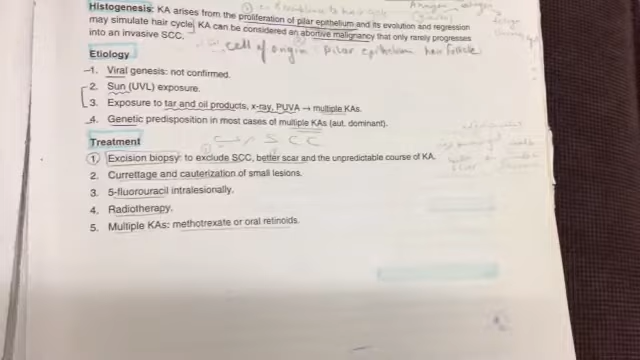 Histogenesis: KA arises from the proliferation of pilar epithelium and its evolution and regression
may simulate hair cycle. KA can be considered an abortive malignancy that only rarely progresses
into an invasive SCC.
cell of origin: pilar epithelium hair follicle
Etiology
1. Viral genesis: not confirmed.
2. Sun (UVL) exposure.
3. Exposure to tar and oil products, x-ray, PUVA → multiple KAs.
4. Genetic predisposition in most cases of multiple KAs (aut. dominant).
Treatment
SCC
1. Excision biopsy: to exclude SCC, better scar and the unpredictable course of KA.
2. Currettage and cauterization of small lesions.
3. 5-fluorouracil intralesionally.
4. Radiotherapy.
5. Multiple KAs: methotrexate or oral retinoids.